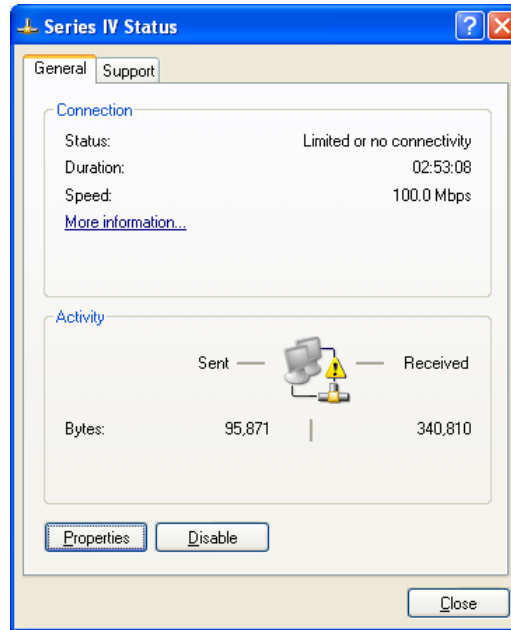 Series IV Status
General Support
Connection
Status: Limited or no connectivity
Duration: 02:53:08
Speed: 100.0 Mbps
More information...
Activity
Sent Received
Bytes: 95,871 340,810
Properties Disable
Close